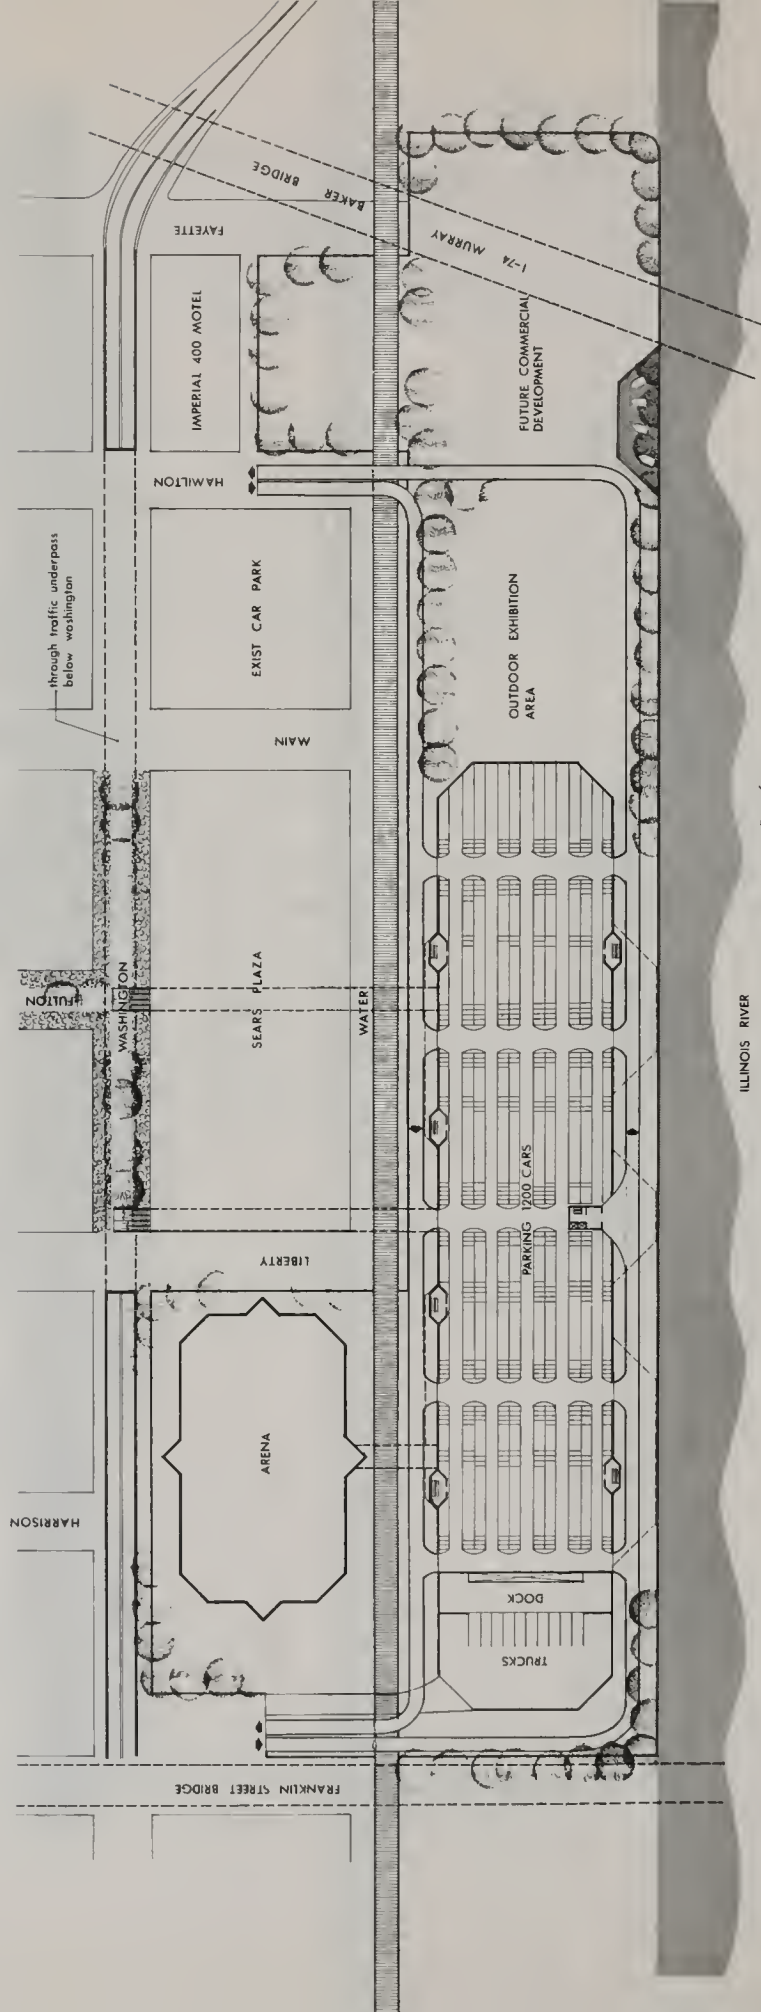 I-74 MURRAY BAKER BRIDGE
FAYETTE
IMPERIAL 400 MOTEL
FUTURE COMMERCIAL
DEVELOPMENT
HAMILTON
through traffic underpass
below washington
EXIST CAR PARK
OUTDOOR EXHIBITION
AREA
MAIN
FULTON
WASHINGTON
SEARS PLAZA
WATER
ILLINOIS RIVER
PARKING 1200 CARS
LIBERTY
ARENA
HARRISON
DOCK
TRUCKS
FRANKLIN STREET BRIDGE